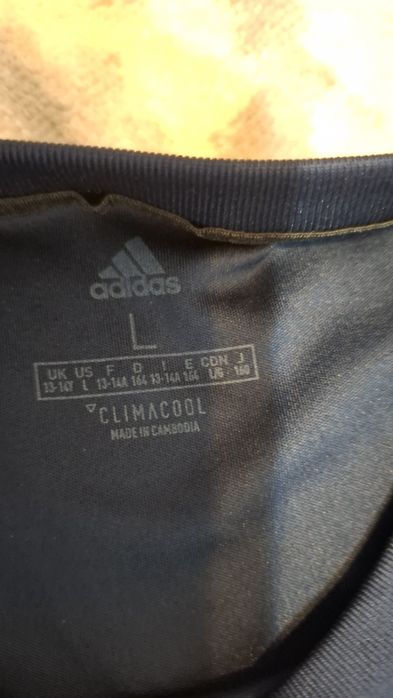 adidas
L
UK US F D I E CDN J
13-14Y L 13-14A 164 13-14A 164 L/G 160
CLIMACOOL
MADE IN CAMBODIA